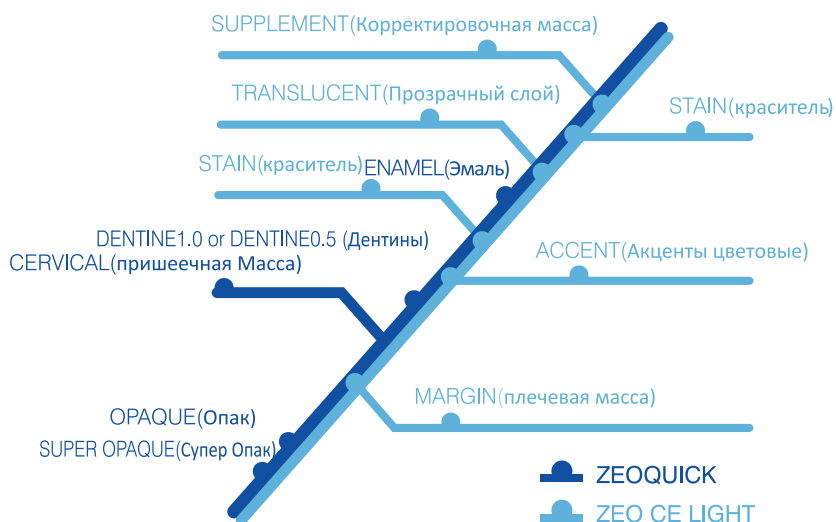 SUPPLEMENT(Корректировочная масса)
TRANSLUCENT(Прозрачный слой)
STAIN(краситель)
STAIN(краситель)
ENAMEL(Эмаль)
DENTINE1.0 or DENTINE0.5 (Дентины)
ACCENT(Акценты цветовые)
CERVICAL(пришеечная Масса)
MARGIN(плечевая масса)
OPAQUE(Опак)
SUPER OPAQUE(Супер Опак)
ZEOQUICK
ZEO CE LIGHT